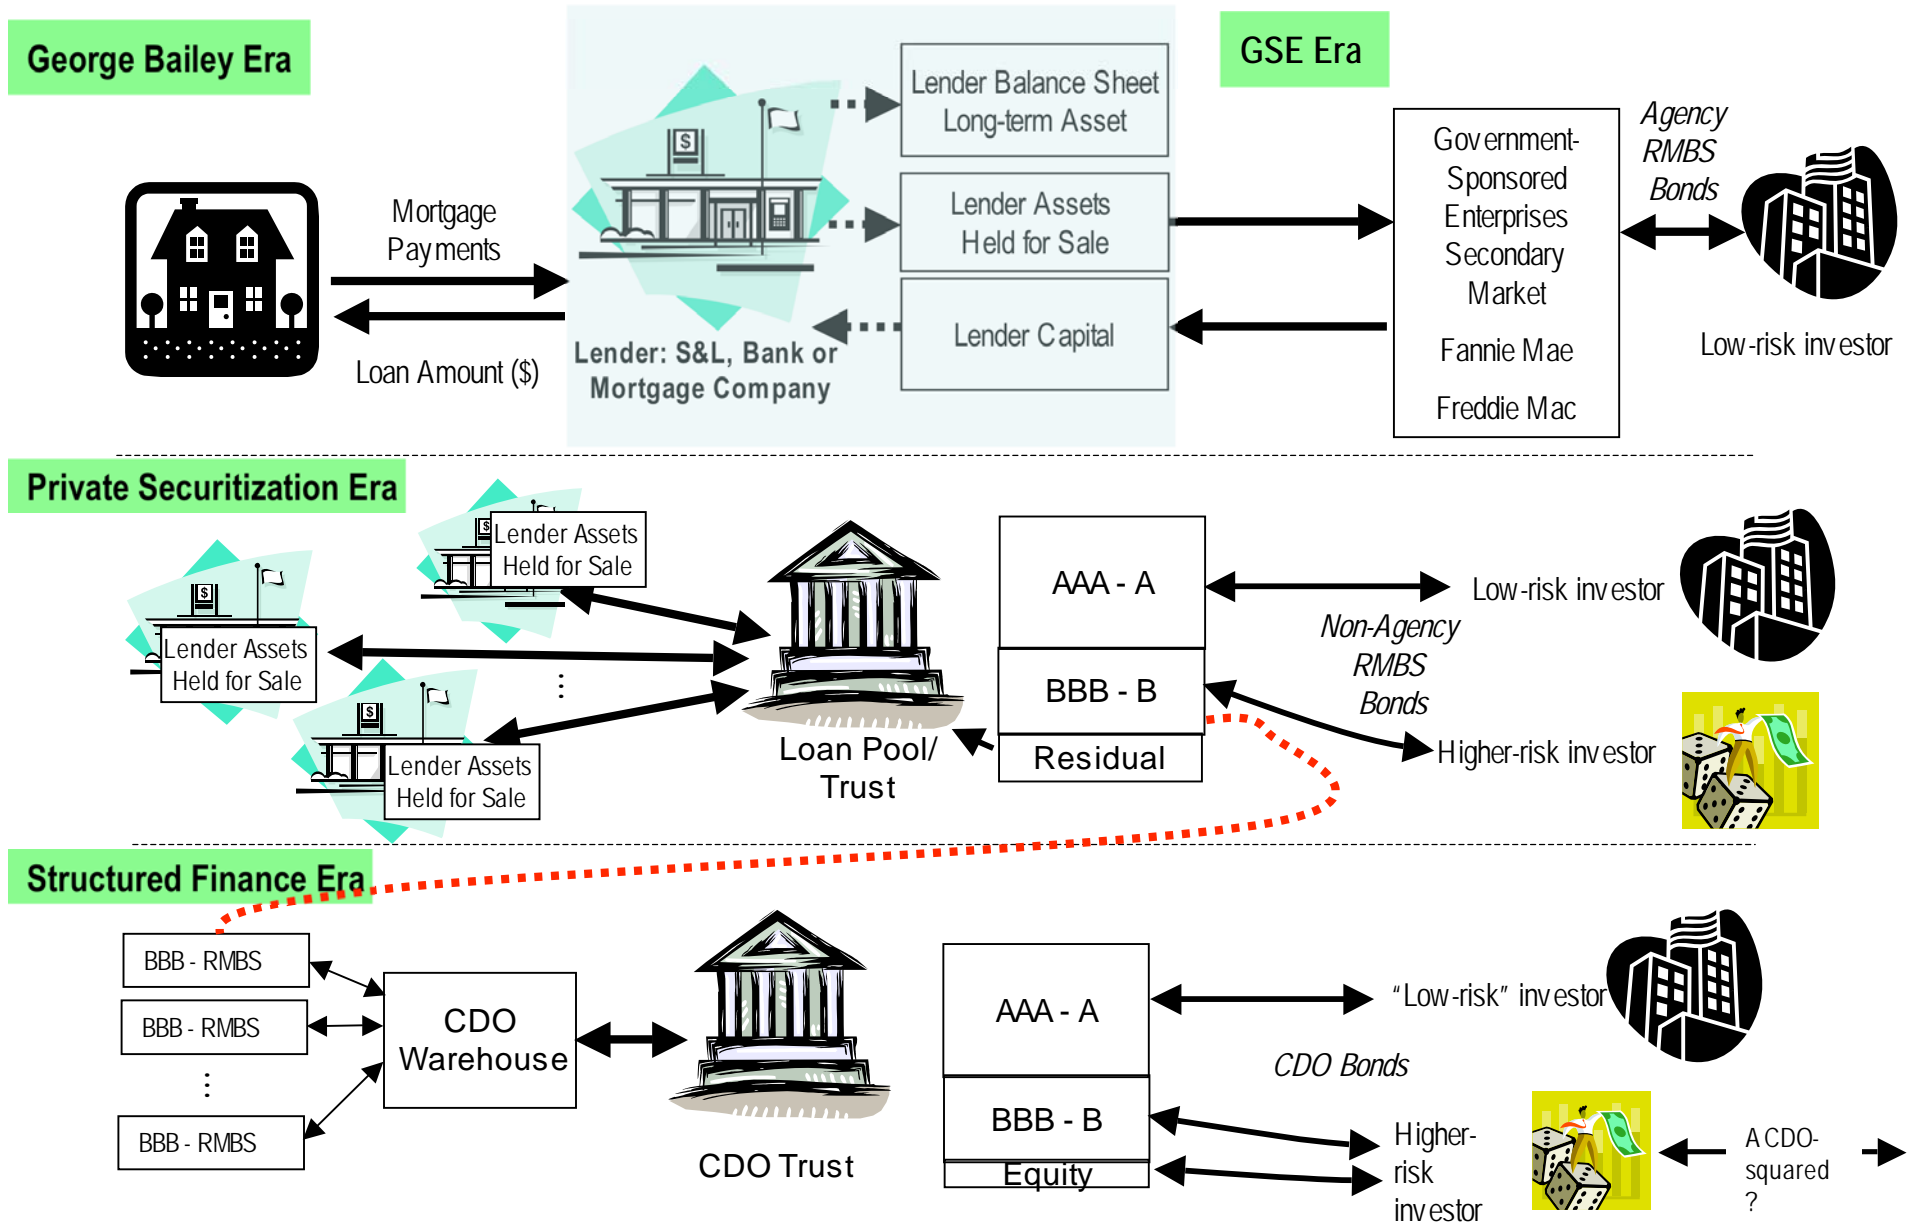 George Bailey Era
GSE Era
Lender Balance Sheet
Long-term Asset
Lender Assets
Held for Sale
Lender Capital
$
Mortgage
Payments
Loan Amount ($)
Lender: S&L, Bank or
Mortgage Company
Government-
Sponsored
Enterprises
Secondary
Market
Fannie Mae
Freddie Mac
Agency
RMBS
Bonds
Low-risk investor
Private Securitization Era
$
Lender Assets
Held for Sale
$
Lender Assets
Held for Sale
$
Lender Assets
Held for Sale
...
Loan Pool/
Trust
AAA - A
BBB - B
Residual
Low-risk investor
Non-Agency
RMBS
Bonds
Higher-risk investor
Structured Finance Era
BBB - RMBS
BBB - RMBS
...
BBB - RMBS
CDO
Warehouse
CDO Trust
AAA - A
BBB - B
Equity
"Low-risk" investor
CDO Bonds
Higher-
risk
investor
A CDO-
squared
?